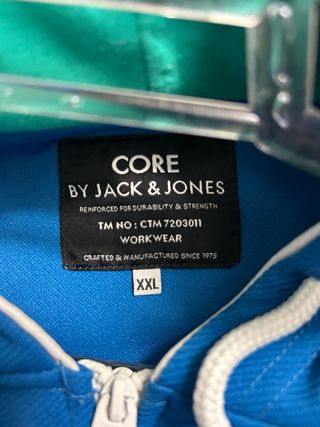 CORE
BY JACK & JONES
REINFORCED FOR DURABILITY & STRENGTH
TM NO : CTM 7203011
WORKWEAR
CRAFTED & MANUFACTURED SINCE 1975
XXL